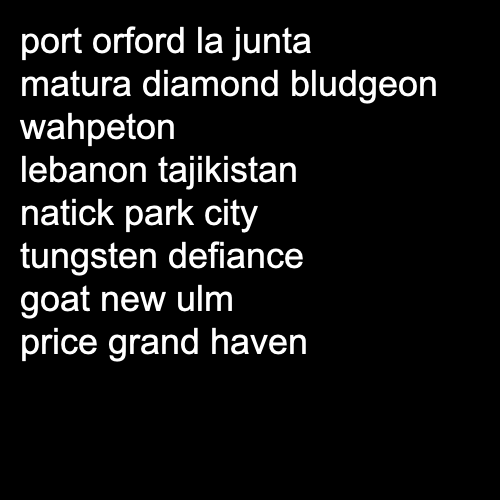 port orford la junta
matura diamond bludgeon
wahpeton
lebanon tajikistan
natick park city
tungsten defiance
goat new ulm
price grand haven